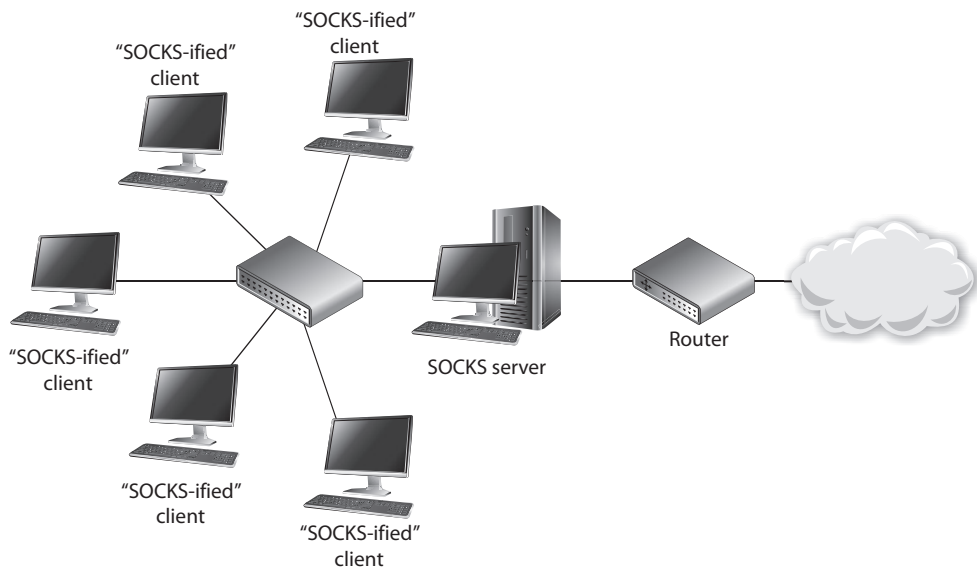 “SOCKS-ified”
client
“SOCKS-ified”
client
“SOCKS-ified”
client
SOCKS server
Router
“SOCKS-ified”
client
“SOCKS-ified”
client